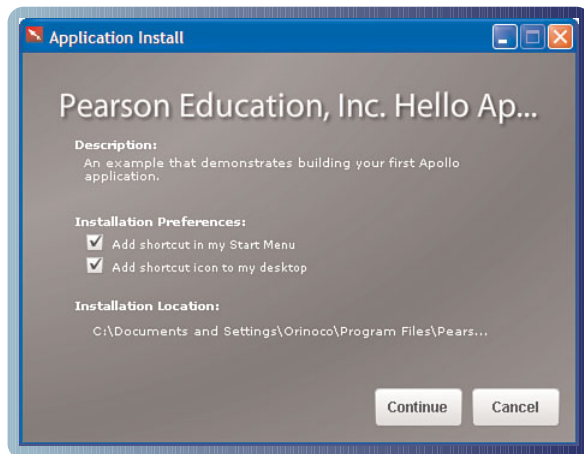 Application Install
Pearson Education, Inc. Hello Ap...
Description:
An example that demonstrates building your first Apollo
application.
Installation Preferences:
Add shortcut in my Start Menu
Add shortcut icon to my desktop
Installation Location:
C:\Documents and Settings\Orinoco\Program Files\Pears...
Continue Cancel